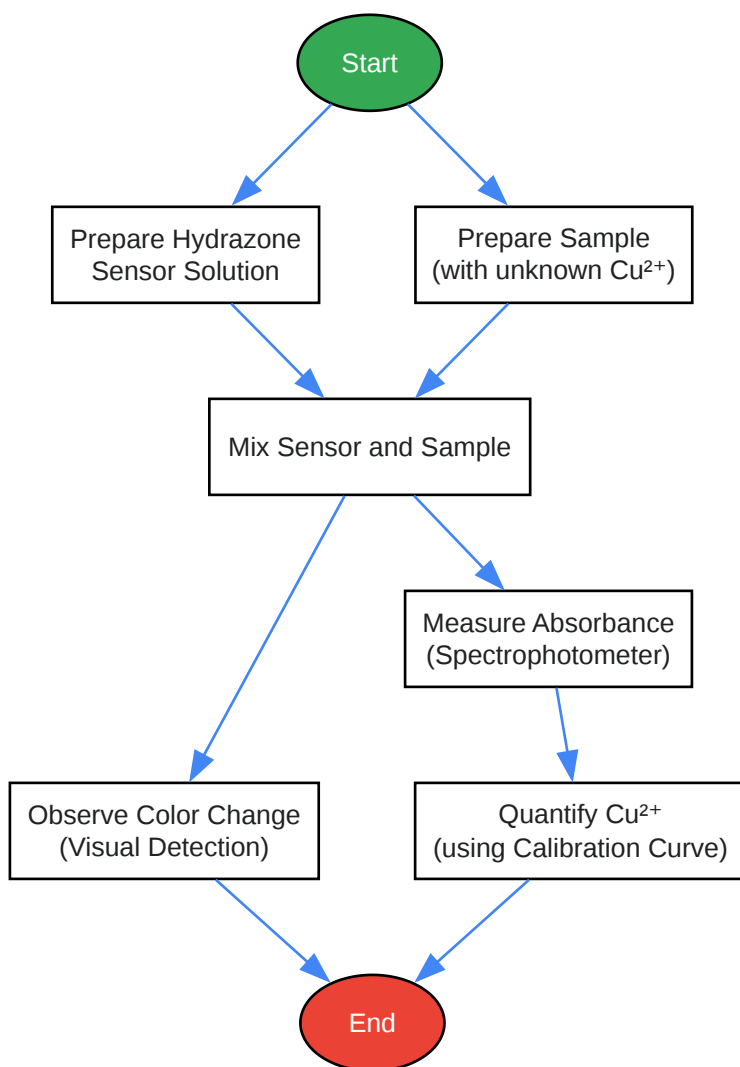 Start
Prepare Hydrazone
Sensor Solution
Prepare Sample
(with unknown Cu²⁺)
Mix Sensor and Sample
Measure Absorbance
(Spectrophotometer)
Observe Color Change
(Visual Detection)
Quantify Cu²⁺
(using Calibration Curve)
End